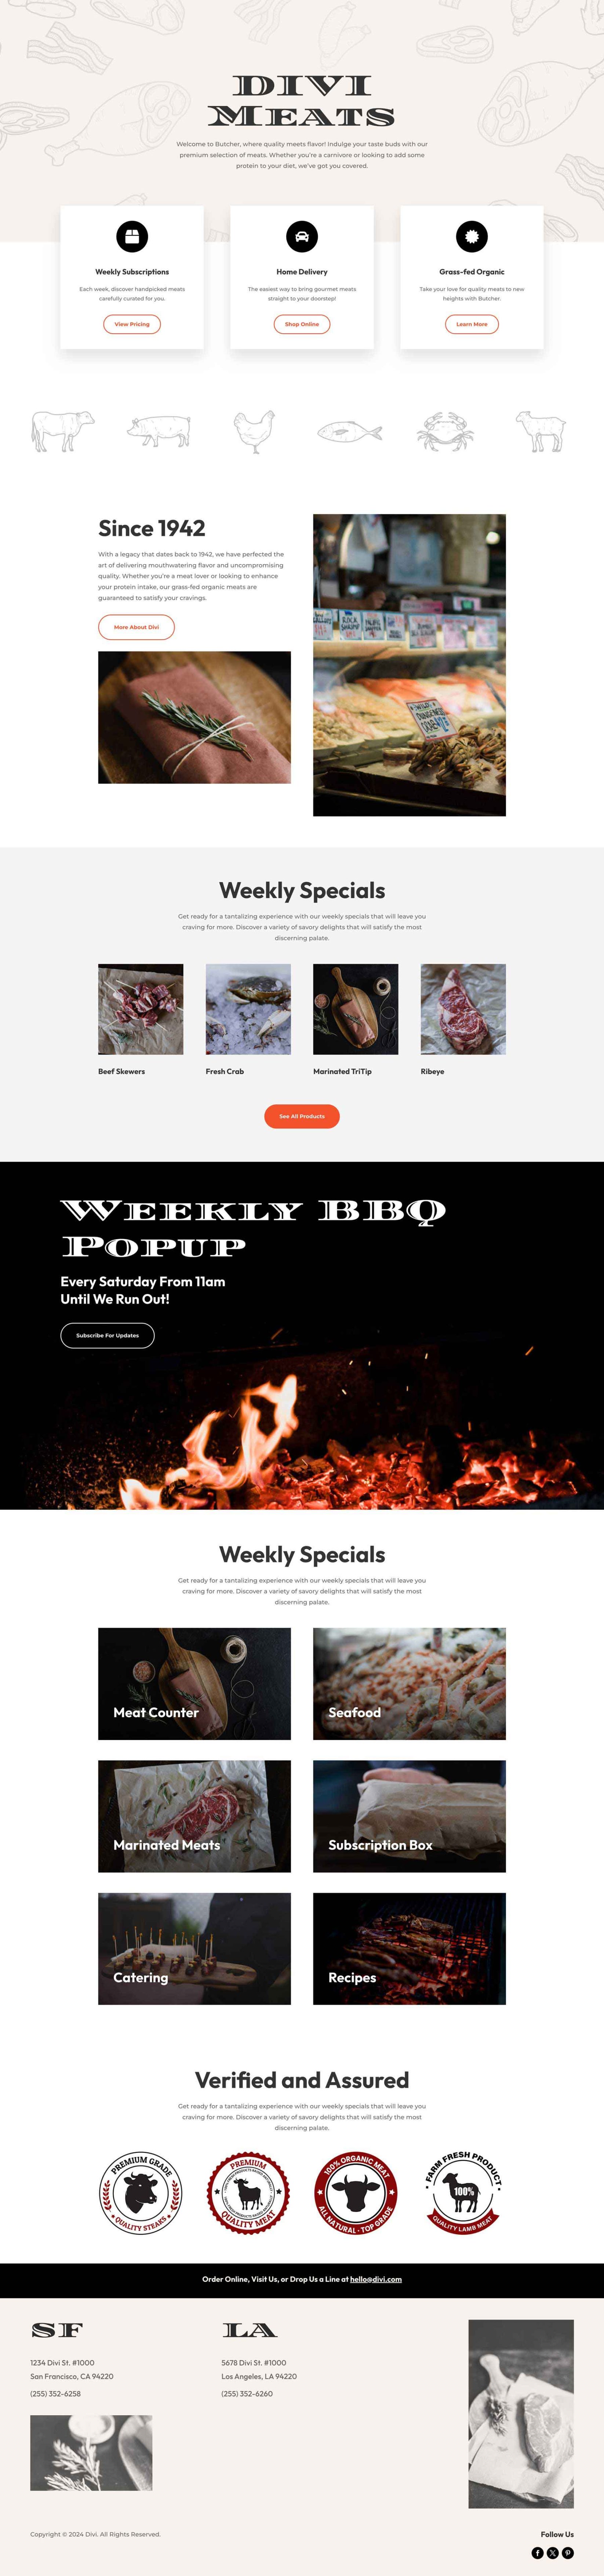 DIVI
MEATS
Welcome to Butcher, where quality meets flavor! Indulge your taste buds with our
premium selection of meats. Whether you're a carnivore or looking to add some
protein to your diet, we've got you covered.
Weekly Subscriptions
Each week, discover handpicked meats
carefully curated for you.
View Pricing
Home Delivery
The easiest way to bring gourmet meats
straight to your doorstep!
Shop Online
Grass-fed Organic
Take your love for quality meats to new
heights with Butcher.
Learn More
Since 1942
With a legacy that dates back to 1942, we have perfected the
art of delivering mouthwatering flavor and uncompromising
quality. Whether you're a meat lover or looking to enhance
your protein intake, our grass-fed organic meats are
guaranteed to satisfy your cravings.
More About Divi
ROCK
SHRIMP
Weekly Specials
Get ready for a tantalizing experience with our weekly specials that will leave you
craving for more. Discover a variety of savory delights that will satisfy the most
discerning palate.
Beef Skewers
Fresh Crab
Marinated TriTip
Ribeye
See All Products
WEEKLY BBQ
POPUP
Every Saturday From 11am
Until We Run Out!
Subscribe For Updates
Weekly Specials
Get ready for a tantalizing experience with our weekly specials that will leave you
craving for more. Discover a variety of savory delights that will satisfy the most
discerning palate.
Meat Counter
Seafood
Marinated Meats
Subscription Box
Catering
Recipes
Verified and Assured
Get ready for a tantalizing experience with our weekly specials that will leave you
craving for more. Discover a variety of savory delights that will satisfy the most
discerning palate.
PREMIUM GRADE
QUALITY STEAKS
PREMIUM
QUALITY MEAT
100% ORGANIC MEAT
ALL NATURAL · TOP GRADE
FARM FRESH PRODUCT
100%
QUALITY LAMB MEAT
Order Online, Visit Us, or Drop Us a Line at hello@divi.com
SF
1234 Divi St. #1000
San Francisco, CA 94220
(255) 352-6258
LA
5678 Divi St. #1000
Los Angeles, LA 94220
(255) 352-6260
Copyright © 2024 Divi. All Rights Reserved.
Follow Us